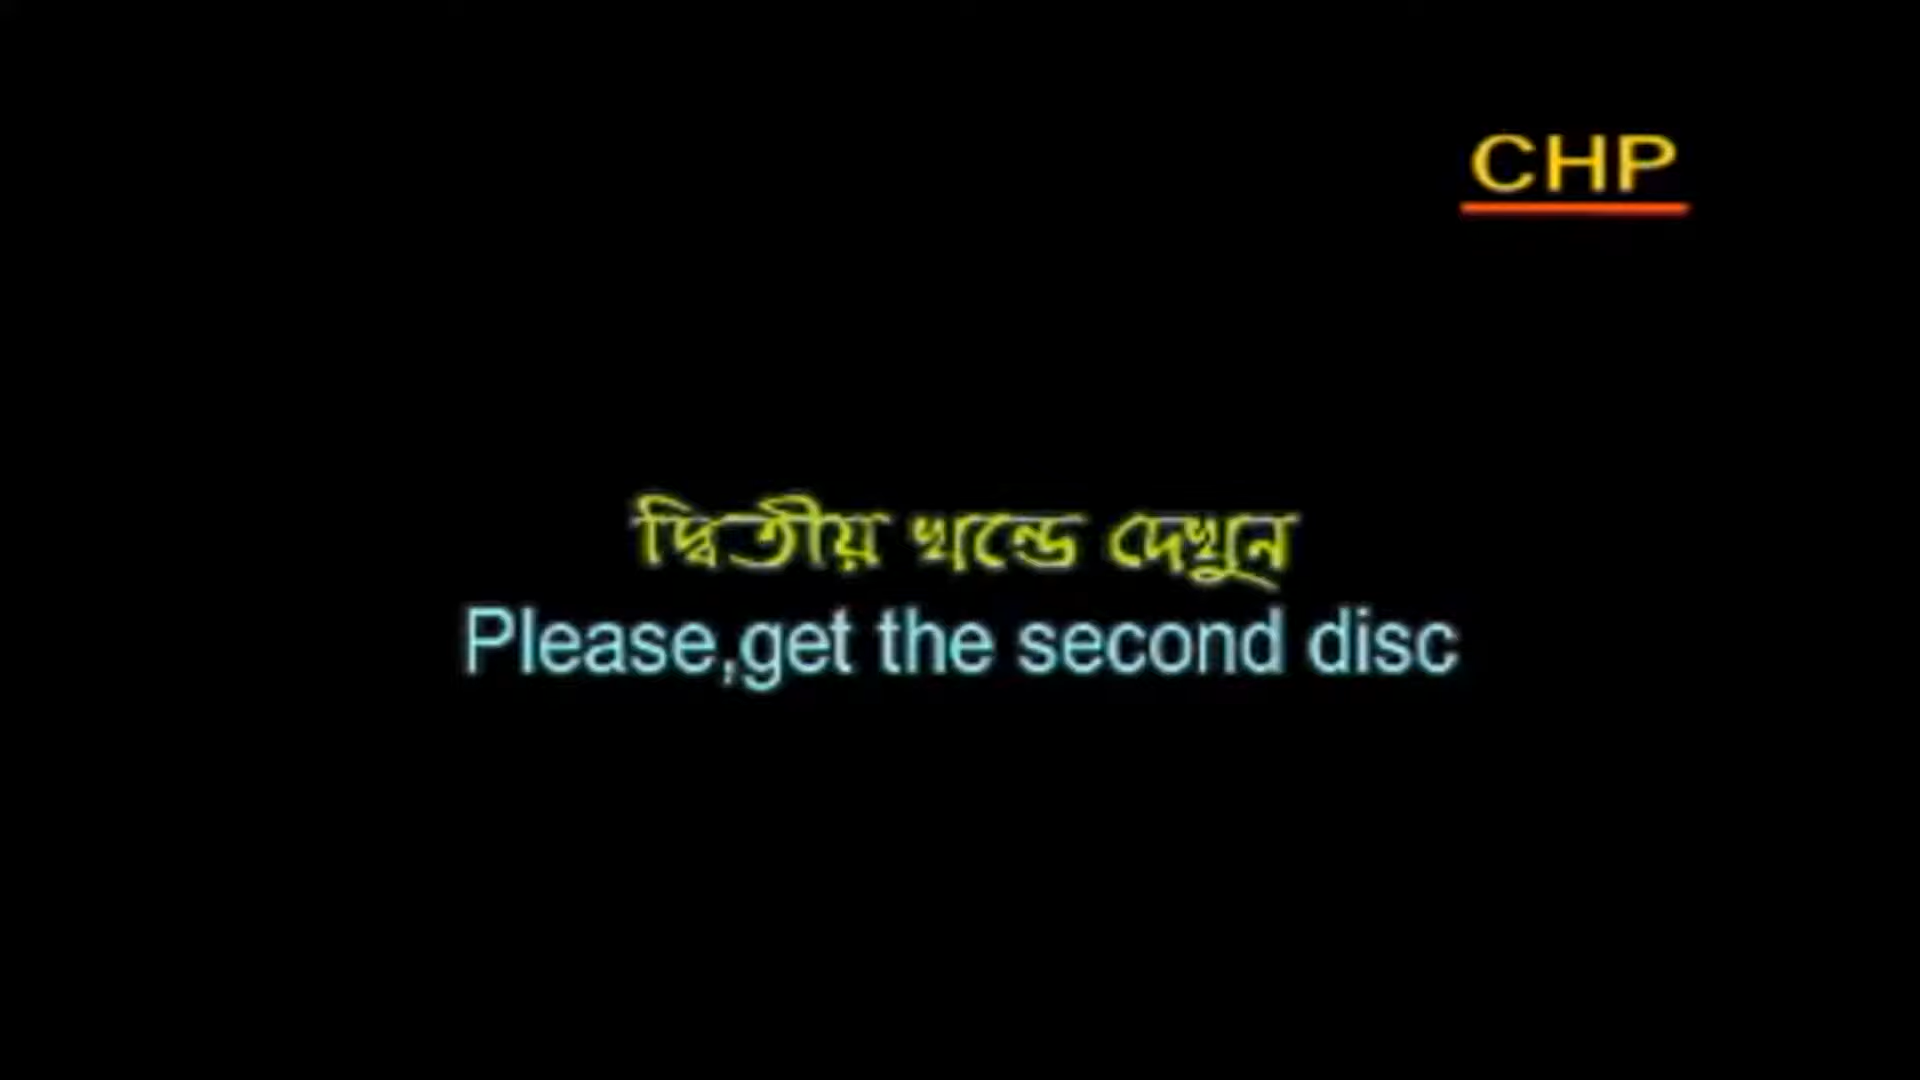 CHP
দ্বিতীয় খন্ডে দেখুন
Please,get the second disc